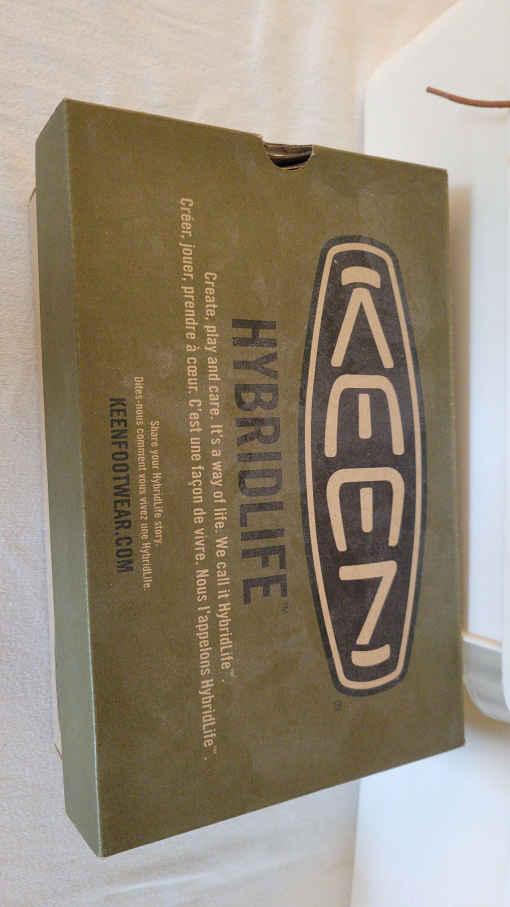 KEEN
®
HYBRIDLIFE™
Create, play and care. It's a way of life. We call it HybridLife™.
Créer, jouer, prendre à cœur. C'est une façon de vivre. Nous l'appelons HybridLife™.
Share your HybridLife story.
Dites-nous comment vous vivez une HybridLife.
KEENFOOTWEAR.COM